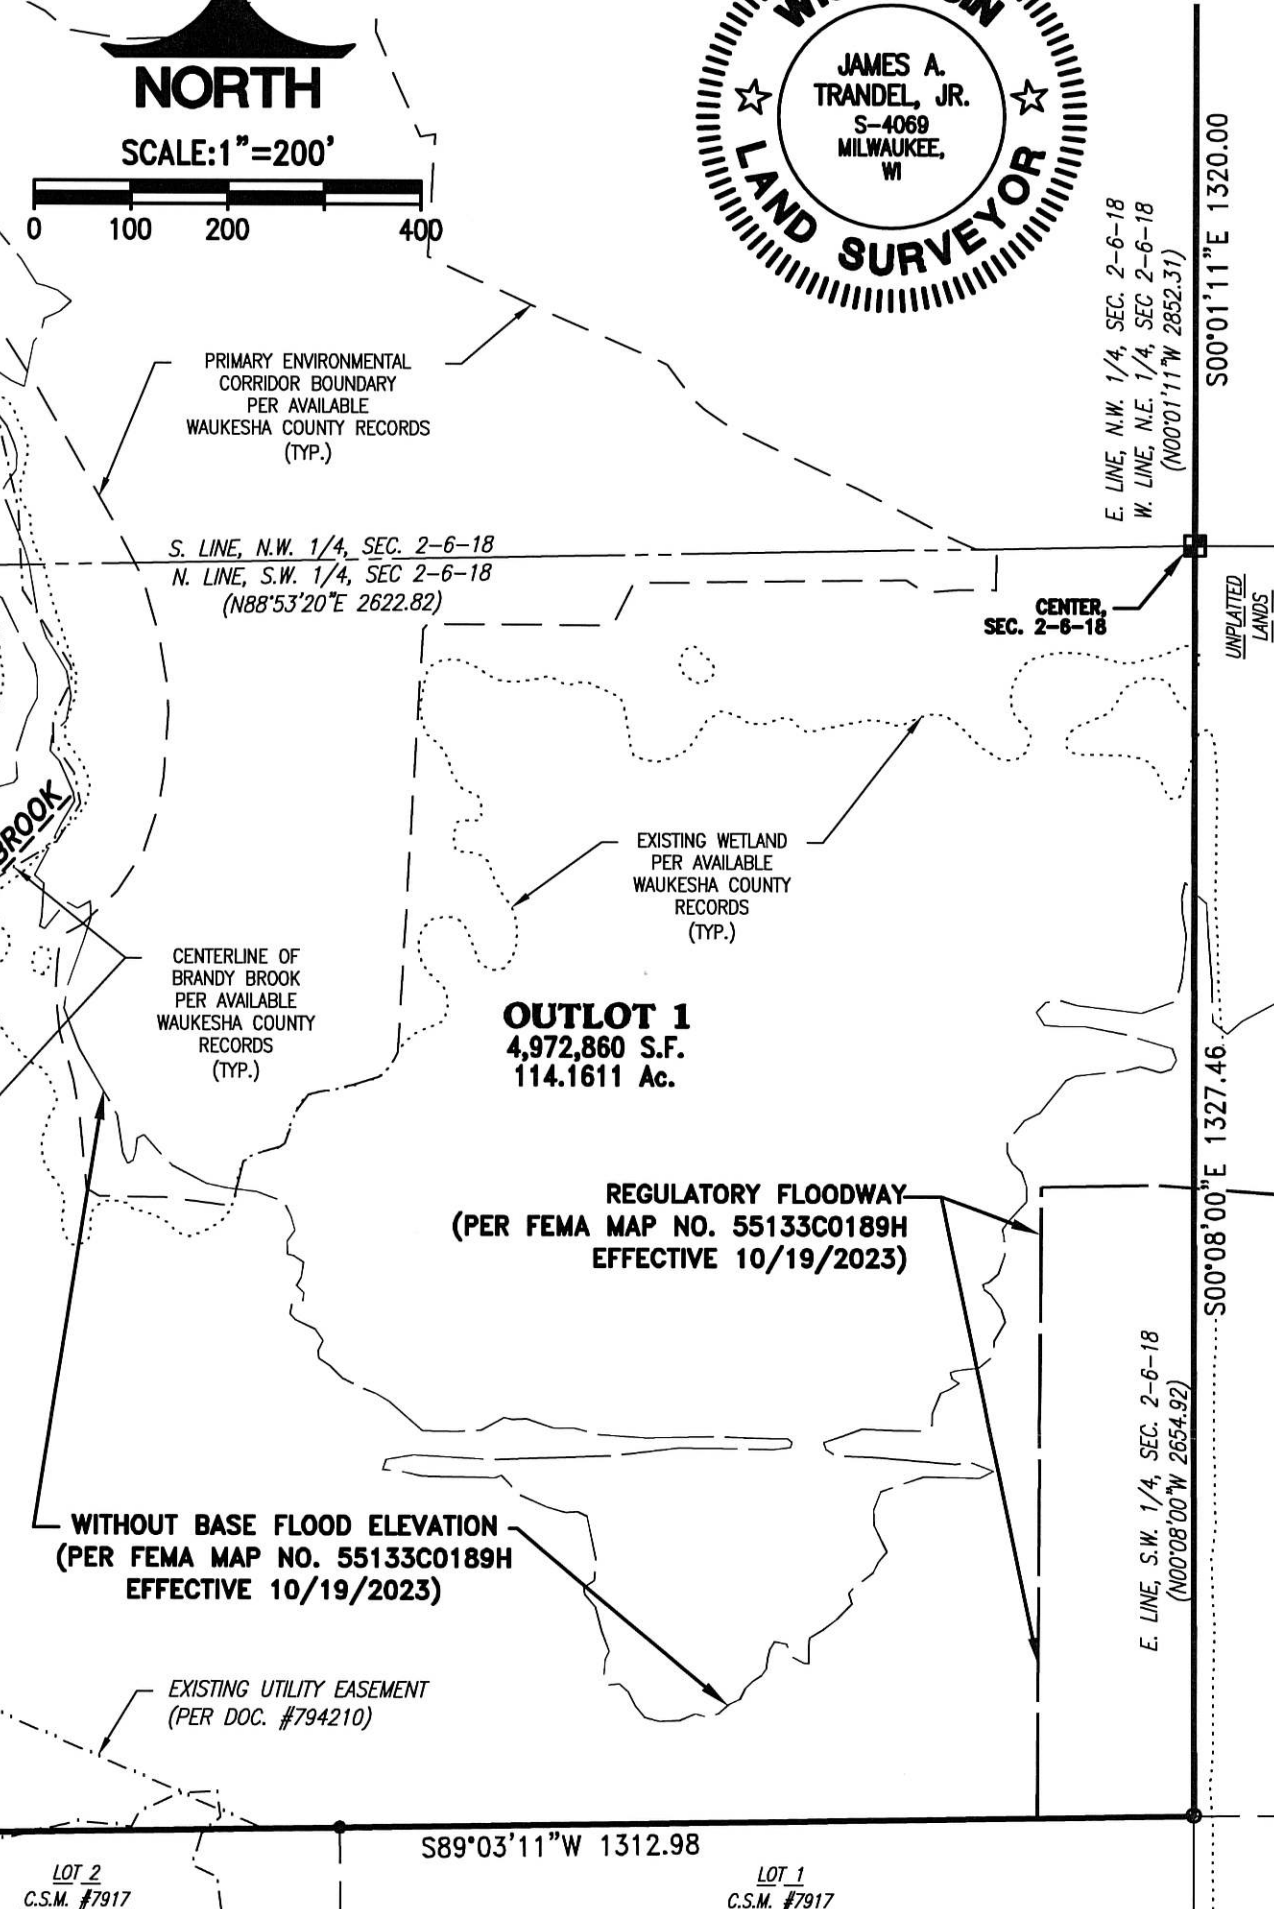 NORTH
SCALE:1"=200'
0 100 200 400
JAMES A.
TRANDEL, JR.
S-4069
MILWAUKEE,
WI
LAND SURVEYOR
S00°01'11"E 1320.00
E. LINE, N.W. 1/4, SEC. 2-6-18
W. LINE, N.E. 1/4, SEC 2-6-18
(N00°01'11"W 2852.31)
PRIMARY ENVIRONMENTAL
CORRIDOR BOUNDARY
PER AVAILABLE
WAUKESHA COUNTY RECORDS
(TYP.)
S. LINE, N.W. 1/4, SEC. 2-6-18
N. LINE, S.W. 1/4, SEC 2-6-18
(N88°53'20"E 2622.82)
CENTER,
SEC. 2-6-18
UNPLATTED
LANDS
BROOK
EXISTING WETLAND
PER AVAILABLE
WAUKESHA COUNTY
RECORDS
(TYP.)
CENTERLINE OF
BRANDY BROOK
PER AVAILABLE
WAUKESHA COUNTY
RECORDS
(TYP.)
OUTLOT 1
4,972,860 S.F.
114.1611 Ac.
S00°08'00"E 1327.46
REGULATORY FLOODWAY
(PER FEMA MAP NO. 55133C0189H
EFFECTIVE 10/19/2023)
E. LINE, S.W. 1/4, SEC. 2-6-18
(N00°08'00"W 2654.92)
WITHOUT BASE FLOOD ELEVATION
(PER FEMA MAP NO. 55133C0189H
EFFECTIVE 10/19/2023)
EXISTING UTILITY EASEMENT
(PER DOC. #794210)
S89°03'11"W 1312.98
LOT 2
C.S.M. #7917
LOT 1
C.S.M. #7917